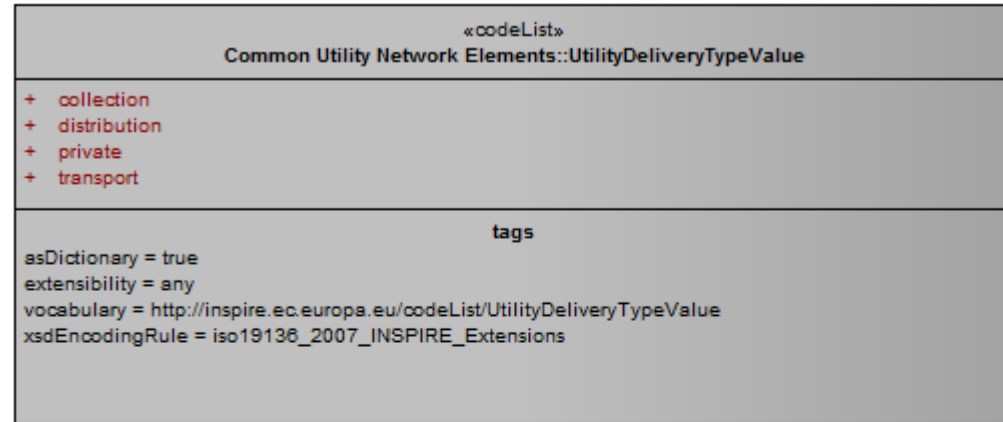 «codeList»
Common Utility Network Elements::UtilityDeliveryTypeValue
+ collection
+ distribution
+ private
+ transport
tags
asDictionary = true
extensibility = any
vocabulary = http://inspire.ec.europa.eu/codeList/UtilityDeliveryTypeValue
xsdEncodingRule = iso19136_2007_INSPIRE_Extensions